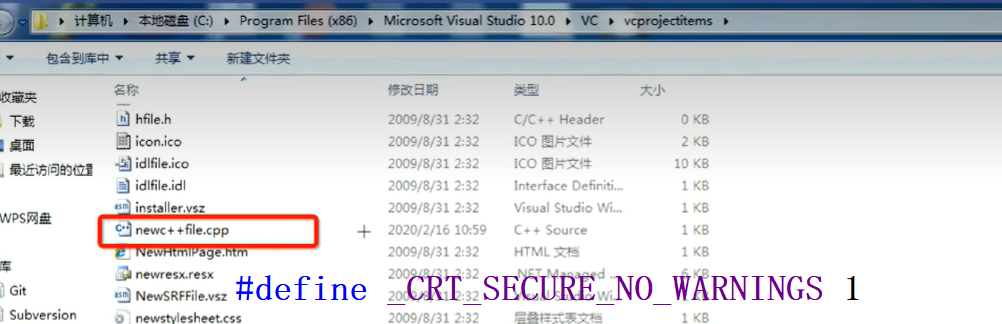 计算机 ▸ 本地磁盘 (C:) ▸ Program Files (x86) ▸ Microsoft Visual Studio 10.0 ▸ VC ▸ vcprojectitems ▸
包含到库中 共享 新建文件夹
名称 修改日期 类型 大小
收藏夹
hfile.h 2009/8/31 2:32 C/C++ Header 0 KB
下载
icon.ico 2009/8/31 2:32 ICO 图片文件 2 KB
桌面
idlfile.ico 2009/8/31 2:32 ICO 图片文件 10 KB
最近访问的位置
idlfile.idl 2009/8/31 2:32 Interface Definiti... 1 KB
installer.vsz 2009/8/31 2:32 Visual Studio Wi... 1 KB
WPS网盘
newc++file.cpp 2020/2/16 10:59 C++ Source 1 KB
NewHtmlPage.htm 2009/8/31 2:32 HTML 文档 1 KB
库
newresx.resx 2009/8/31 2:32 .NET Managed... 6 KB
Git
#define _CRT_SECURE_NO_WARNINGS 1
NewSRFFile.vsz 1 KB
Subversion
newstylesheet.css 2009/8/31 2:32 层叠样式表文档 1 KB